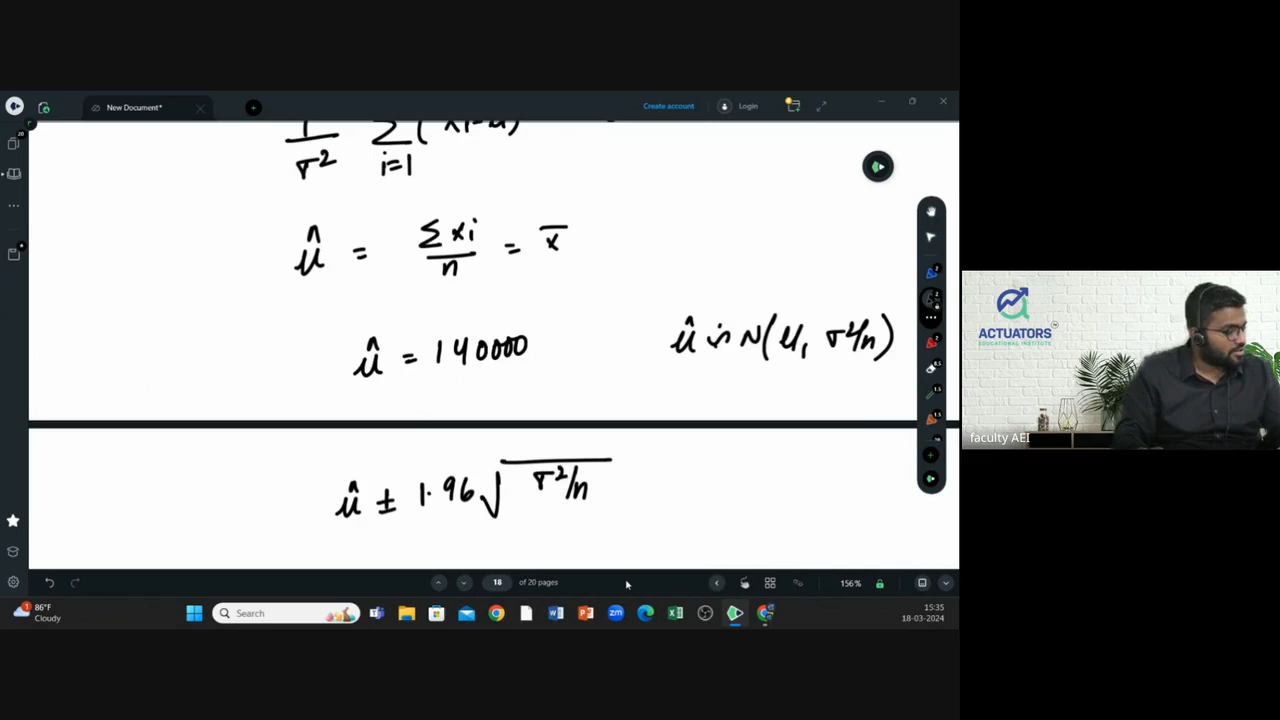 New Document*
Create account
Login
1/σ² Σ i=1 (xi-μ)
μ̂ = Σxi/n = x̄
μ̂ = 140000
μ̂ ~ N(μ, σ²/n)
μ̂ ± 1.96 √σ²/n
ACTUATORS
EDUCATIONAL INSTITUTE
faculty AEI
18 of 20 pages
156%
86°F
Cloudy
Search
15:35
18-03-2024